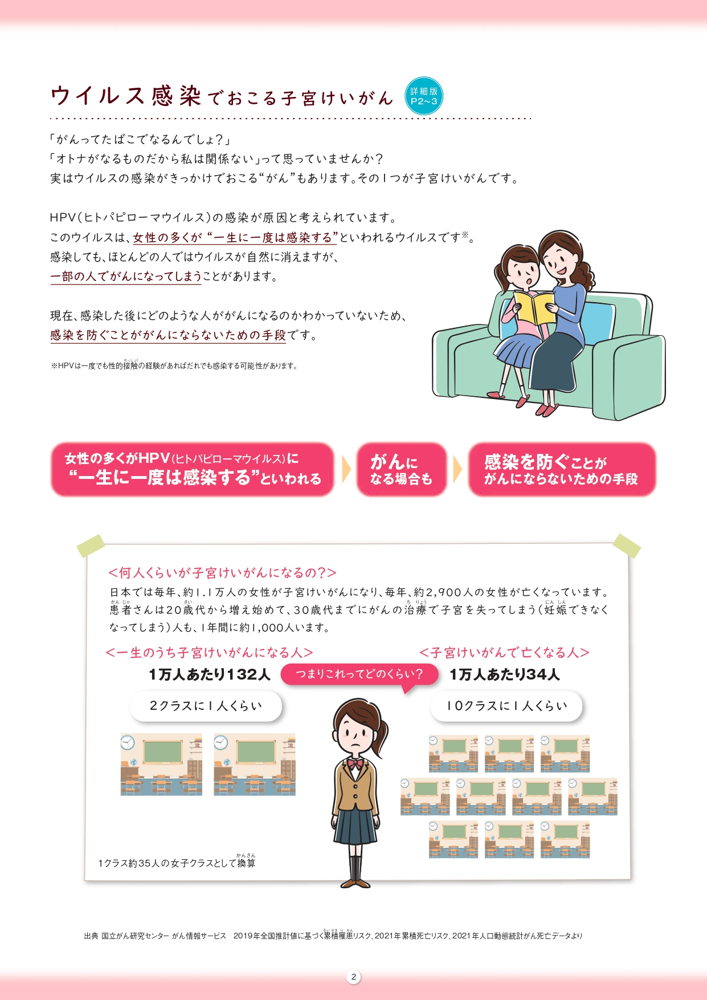 ウイルス感染でおこる子宮けいがん
詳細版
P2~3
「がんってたばこでなるんでしょ?」
「オトナがなるものだから私は関係ない」って思っていませんか?
実はウイルスの感染がきっかけでおこる“がん”もあります。その1つが子宮けいがんです。
HPV(ヒトパピローマウイルス)の感染が原因と考えられています。
このウイルスは、女性の多くが “一生に一度は感染する”といわれるウイルスです※。
感染しても、ほとんどの人ではウイルスが自然に消えますが、
一部の人でがんになってしまうことがあります。
現在、感染した後にどのような人ががんになるのかわかっていないため、
感染を防ぐことががんにならないための手段です。
せっしょく
※HPVは一度でも性的接触の経験があればだれでも感染する可能性があります。
女性の多くがHPV(ヒトパピローマウイルス)に
“一生に一度は感染する”といわれる
がんに
なる場合も
感染を防ぐことが
がんにならないための手段
<何人くらいが子宮けいがんになるの?>
日本では毎年、約1.1万人の女性が子宮けいがんになり、毎年、約2,900人の女性が亡くなっています。
かん じゃ さい ち りょう にん しん
患者さんは20歳代から増え始めて、30歳代までにがんの治療で子宮を失ってしまう(妊娠できなく
なってしまう)人も、1年間に約1,000人います。
<一生のうち子宮けいがんになる人>
1万人あたり132人
2クラスに1人くらい
つまりこれってどのくらい?
<子宮けいがんで亡くなる人>
1万人あたり34人
10クラスに1人くらい
かんさん
1クラス約35人の女子クラスとして換算
るいせき り かん
出典 国立がん研究センター がん情報サービス 2019年全国推計値に基づく累積罹患リスク、2021年累積死亡リスク、2021年人口動態統計がん死亡データより
2